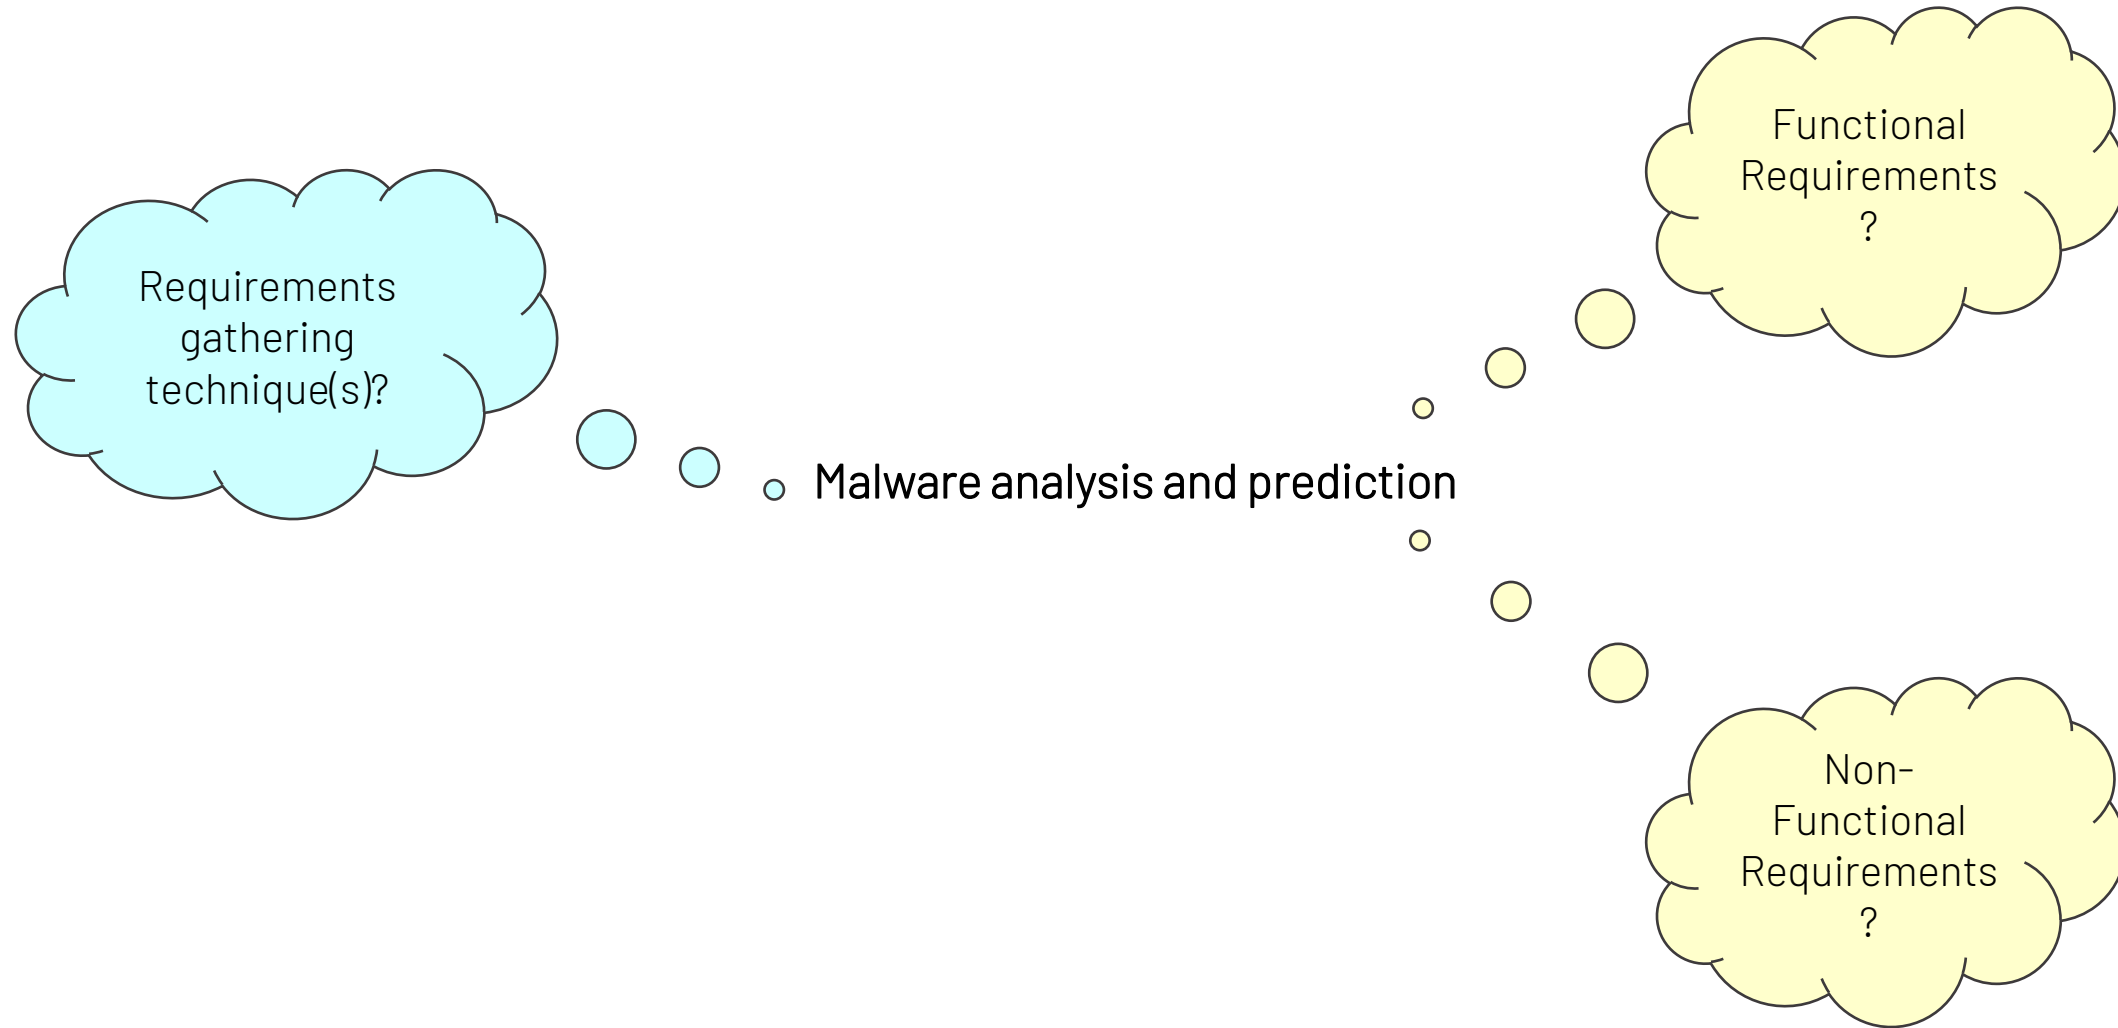 Requirements
gathering
technique(s)?
Malware analysis and prediction
Functional
Requirements
?
Non-
Functional
Requirements
?